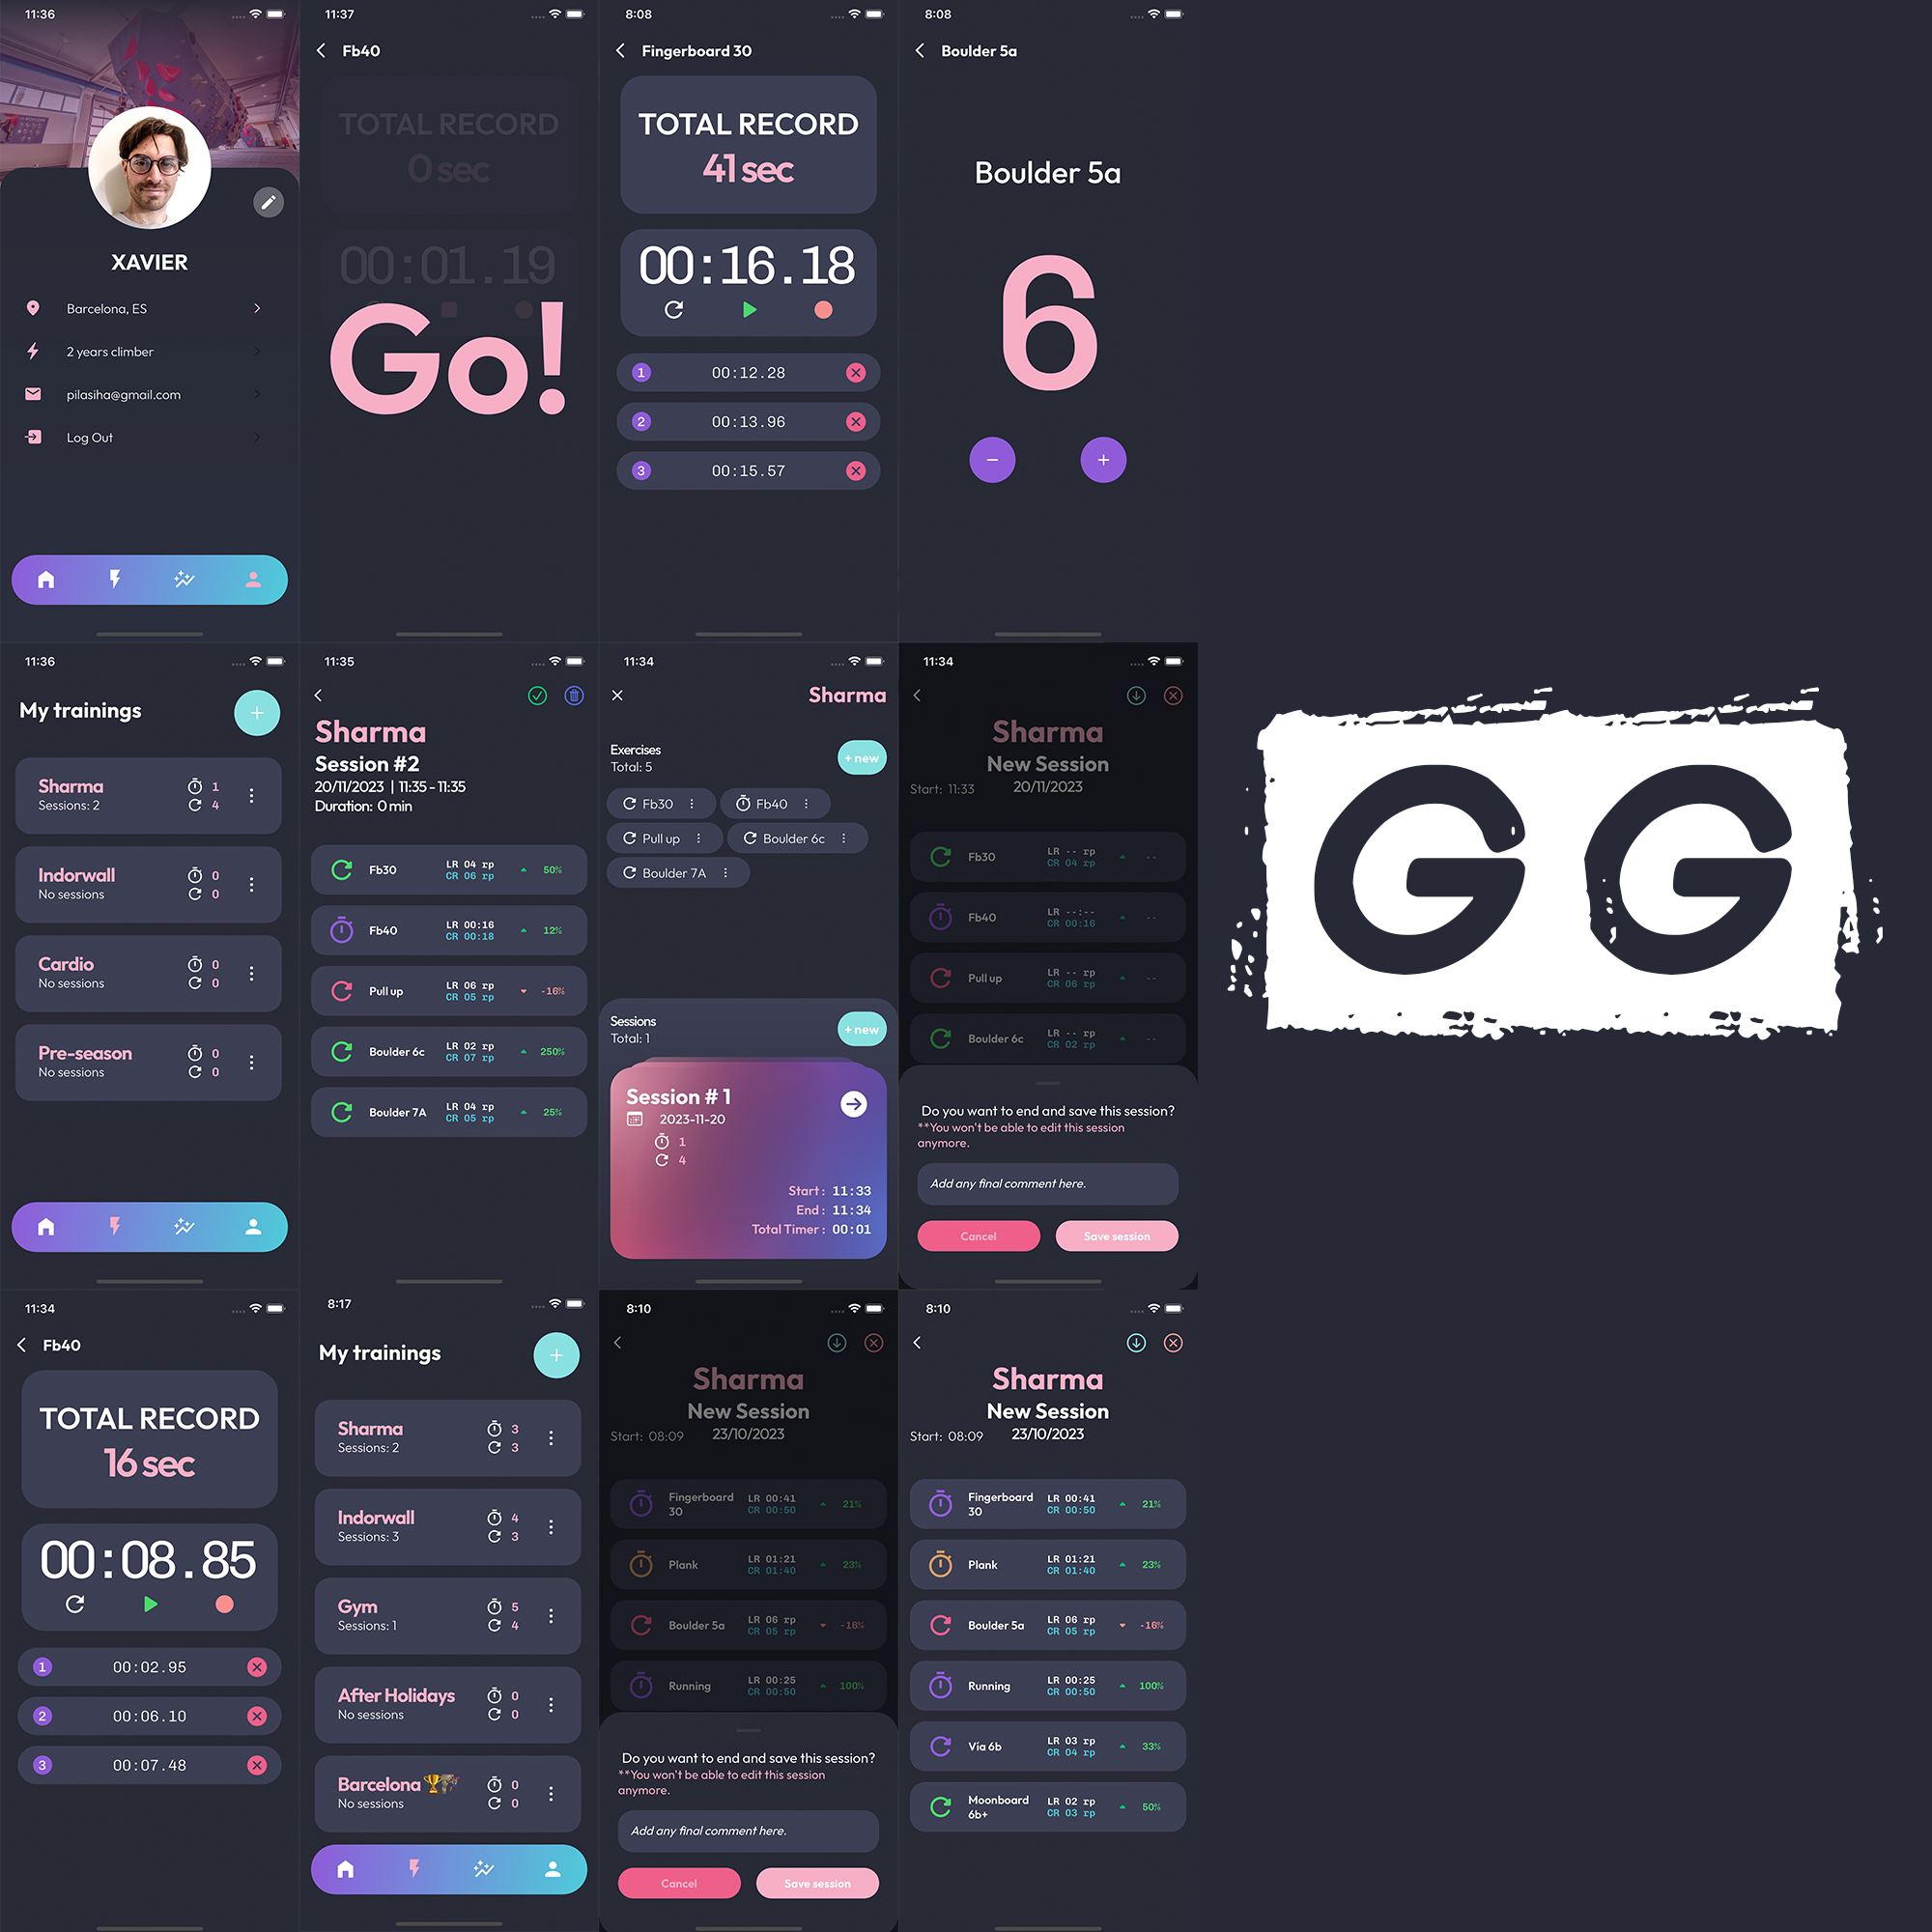 11:36
XAVIER
Barcelona, ES
2 years climber
pilasiha@gmail.com
Log Out
11:37
Fb40
TOTAL RECORD
0 sec
00:01.19
Go!
8:08
Fingerboard 30
TOTAL RECORD
41 sec
00:16.18
1 00:12.28
2 00:13.96
3 00:15.57
8:08
Boulder 5a
Boulder 5a
6
− +
11:36
My trainings
+
Sharma 1
Sessions: 2 4
Indorwall 0
No sessions 0
Cardio 0
No sessions 0
Pre-season 0
No sessions 0
11:35
Sharma
Session #2
20/11/2023 | 11:35 - 11:35
Duration: 0 min
Fb30 LR 04 rp 50%
CR 06 rp
Fb40 LR 00:16 12%
CR 00:18
Pull up LR 06 rp -16%
CR 05 rp
Boulder 6c LR 02 rp 250%
CR 07 rp
Boulder 7A LR 04 rp 25%
CR 05 rp
11:34
Sharma
Exercises
Total: 5
+ new
Fb30 Fb40
Pull up Boulder 6c
Boulder 7A
Sessions
Total: 1
+ new
Session # 1
2023-11-20
1
4
Start: 11:33
End: 11:34
Total Timer: 00:01
11:34
Sharma
New Session
Start: 11:33 20/11/2023
Fb30 LR -- rp --
CR 04 rp
Fb40 LR --:-- --
CR 00:16
Pull up LR -- rp --
CR 06 rp
Boulder 6c LR -- rp --
CR 02 rp
Do you want to end and save this session?
**You won't be able to edit this session
anymore.
Add any final comment here.
Cancel Save session
GG
11:34
Fb40
TOTAL RECORD
16 sec
00:08.85
1 00:02.95
2 00:06.10
3 00:07.48
8:17
My trainings
+
Sharma 3
Sessions: 2 3
Indorwall 4
Sessions: 3 3
Gym 5
Sessions: 1 4
After Holidays 0
No sessions 0
Barcelona 0
No sessions 0
8:10
Sharma
New Session
Start: 08:09 23/10/2023
Fingerboard 30 LR 00:41 21%
CR 00:50
Plank LR 01:21 23%
CR 01:40
Boulder 5a LR 06 rp -16%
CR 05 rp
Running LR 00:25 100%
CR 00:50
Do you want to end and save this session?
**You won't be able to edit this session
anymore.
Add any final comment here.
Cancel Save session
8:10
Sharma
New Session
Start: 08:09 23/10/2023
Fingerboard 30 LR 00:41 21%
CR 00:50
Plank LR 01:21 23%
CR 01:40
Boulder 5a LR 06 rp -16%
CR 05 rp
Running LR 00:25 100%
CR 00:50
Via 6b LR 03 rp 33%
CR 04 rp
Moonboard 6b+ LR 02 rp 50%
CR 03 rp